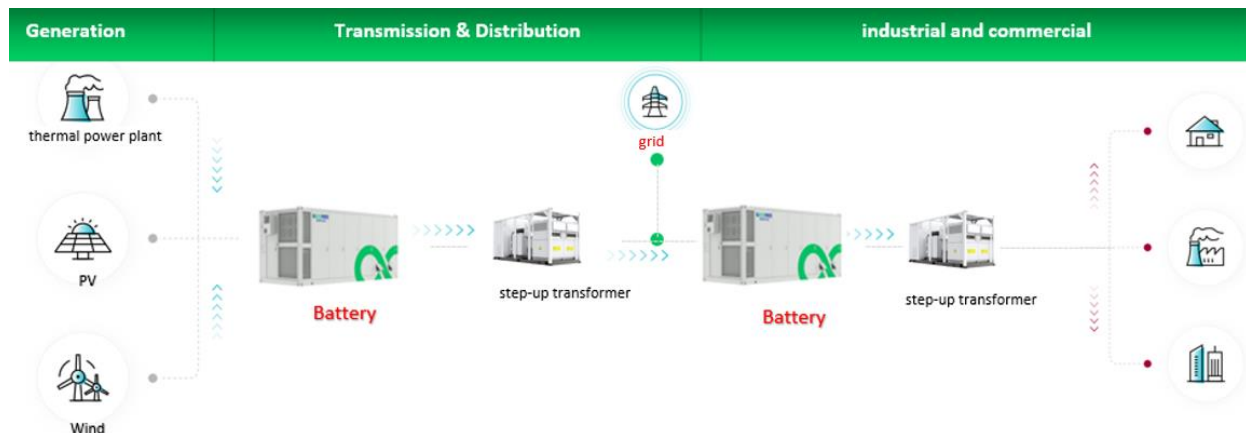 Generation
Transmission & Distribution
industrial and commercial
thermal power plant
grid
PV
Battery
step-up transformer
Battery
step-up transformer
Wind